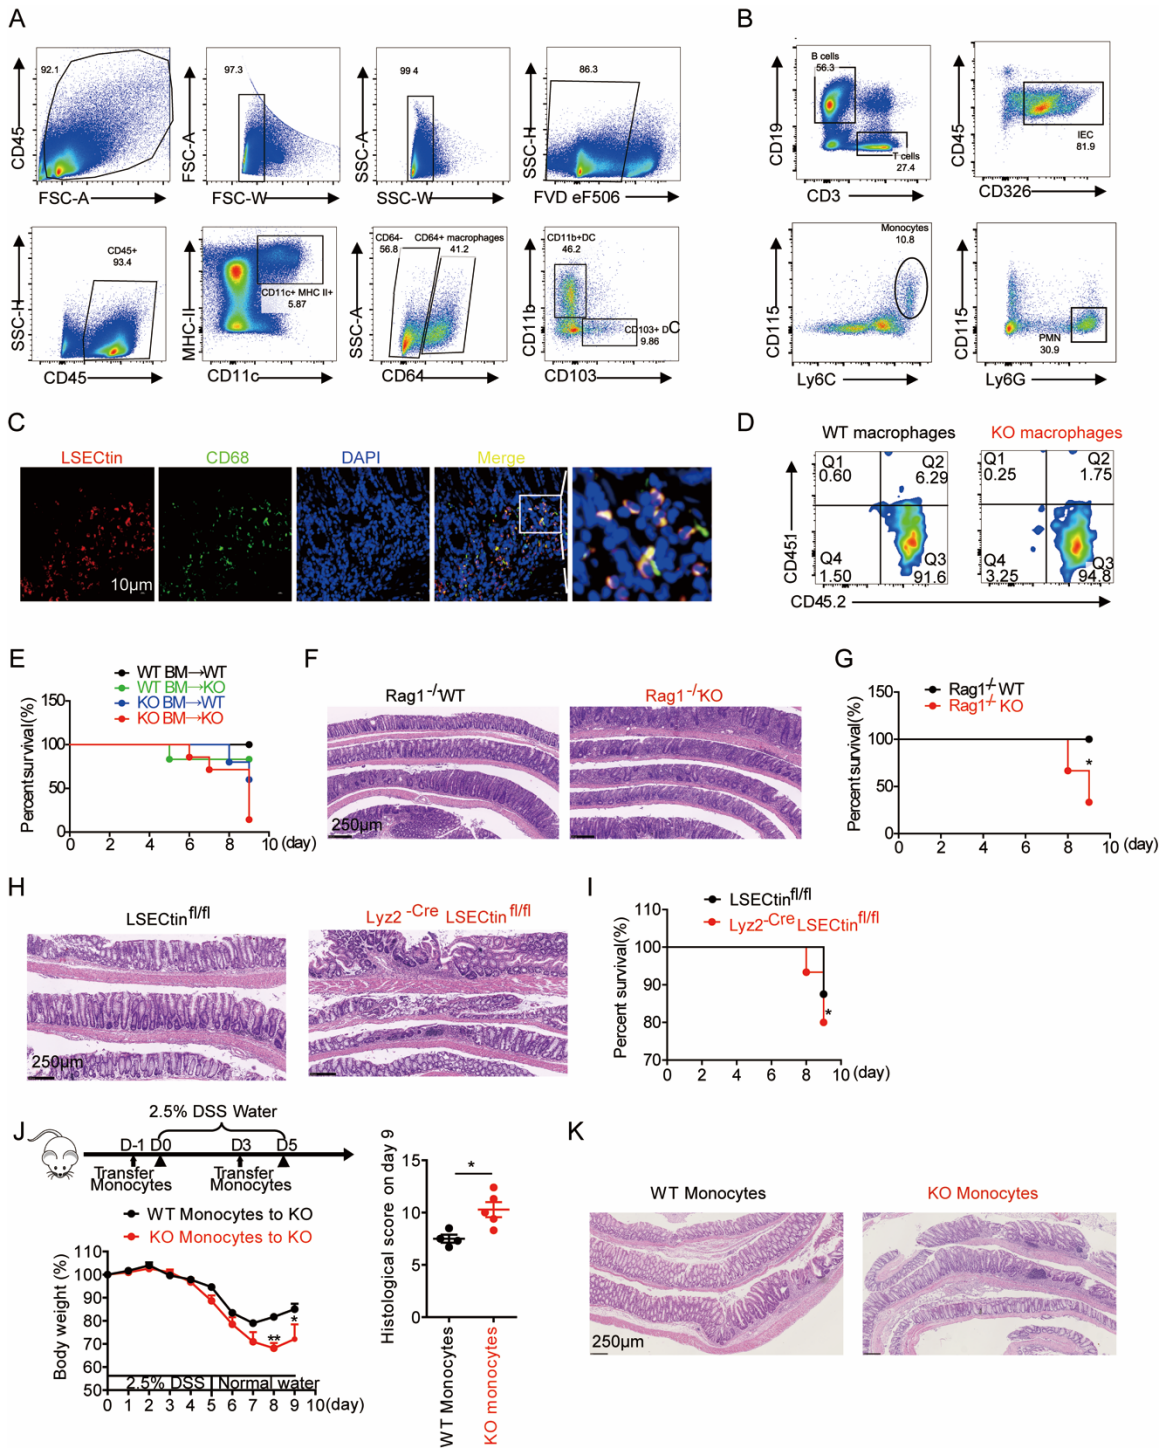 A
92.1
CD45
FSC-A
97.3
FSC-A
FSC-W
99 4
SSC-A
SSC-W
86.3
SSC-H
FVD eF506
CD45+
93.4
SSC-H
CD45
CD11c+ MHC II+
5.87
MHC-II
CD11c
CD64-
56.8
CD64+ macrophages
41.2
SSC-A
CD64
CD11b+DC
46.2
CD103+ DC
9.86
CD11b
CD103
B
B cells
56.3
T cells
27.4
CD19
CD3
IEC
81.9
CD45
CD326
Monocytes
10.8
CD115
Ly6C
PMN
30.9
CD115
Ly6G
C
LSECtin
CD68
DAPI
Merge
10μm
D
WT macrophages
KO macrophages
Q1
0.60
Q2
6.29
Q4
1.50
Q3
91.6
Q1
0.25
Q2
1.75
Q4
3.25
Q3
94.8
CD451
CD45.2
E
WT BM→WT
WT BM→KO
KO BM→WT
KO BM→KO
Percent survival(%)
150
100
50
0
0 2 4 6 8 10 (day)
F
Rag1-/-WT
Rag1-/-KO
250μm
G
Rag1-/-WT
Rag1-/-KO
Percent survival(%)
150
100
50
0
*
0 2 4 6 8 10 (day)
H
LSECtin fl/fl
Lyz2-Cre LSECtin fl/fl
250μm
I
LSECtin fl/fl
Lyz2-Cre LSECtin fl/fl
Percent survival(%)
110
100
90
80
70
*
0 2 4 6 8 10 (day)
J
2.5% DSS Water
D-1 D0 D3 D5
Transfer
Monocytes
Transfer
Monocytes
WT Monocytes to KO
KO Monocytes to KO
Body weight (%)
110
100
90
80
70
60
50
**
*
2.5% DSS Normal water
0 1 2 3 4 5 6 7 8 9 10 (day)
Histological score on day 9
15
10
5
0
*
WT Monocytes
KO monocytes
K
WT Monocytes
KO Monocytes
250μm